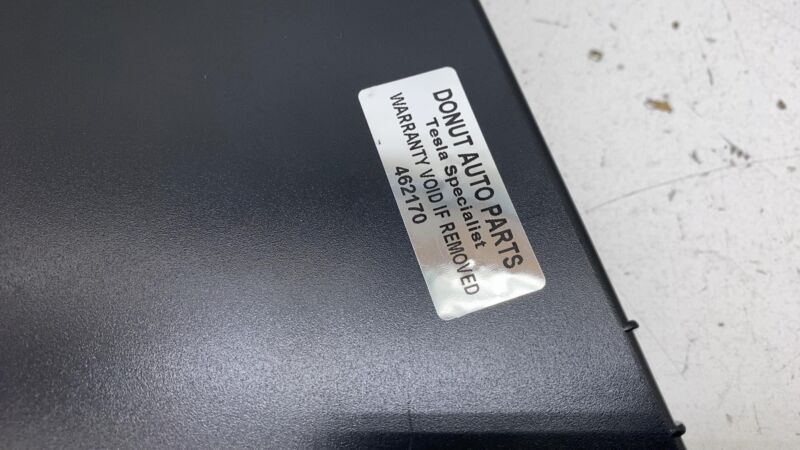 DONUT AUTO PARTS
Tesla Specialist
WARRANTY VOID IF REMOVED
462170